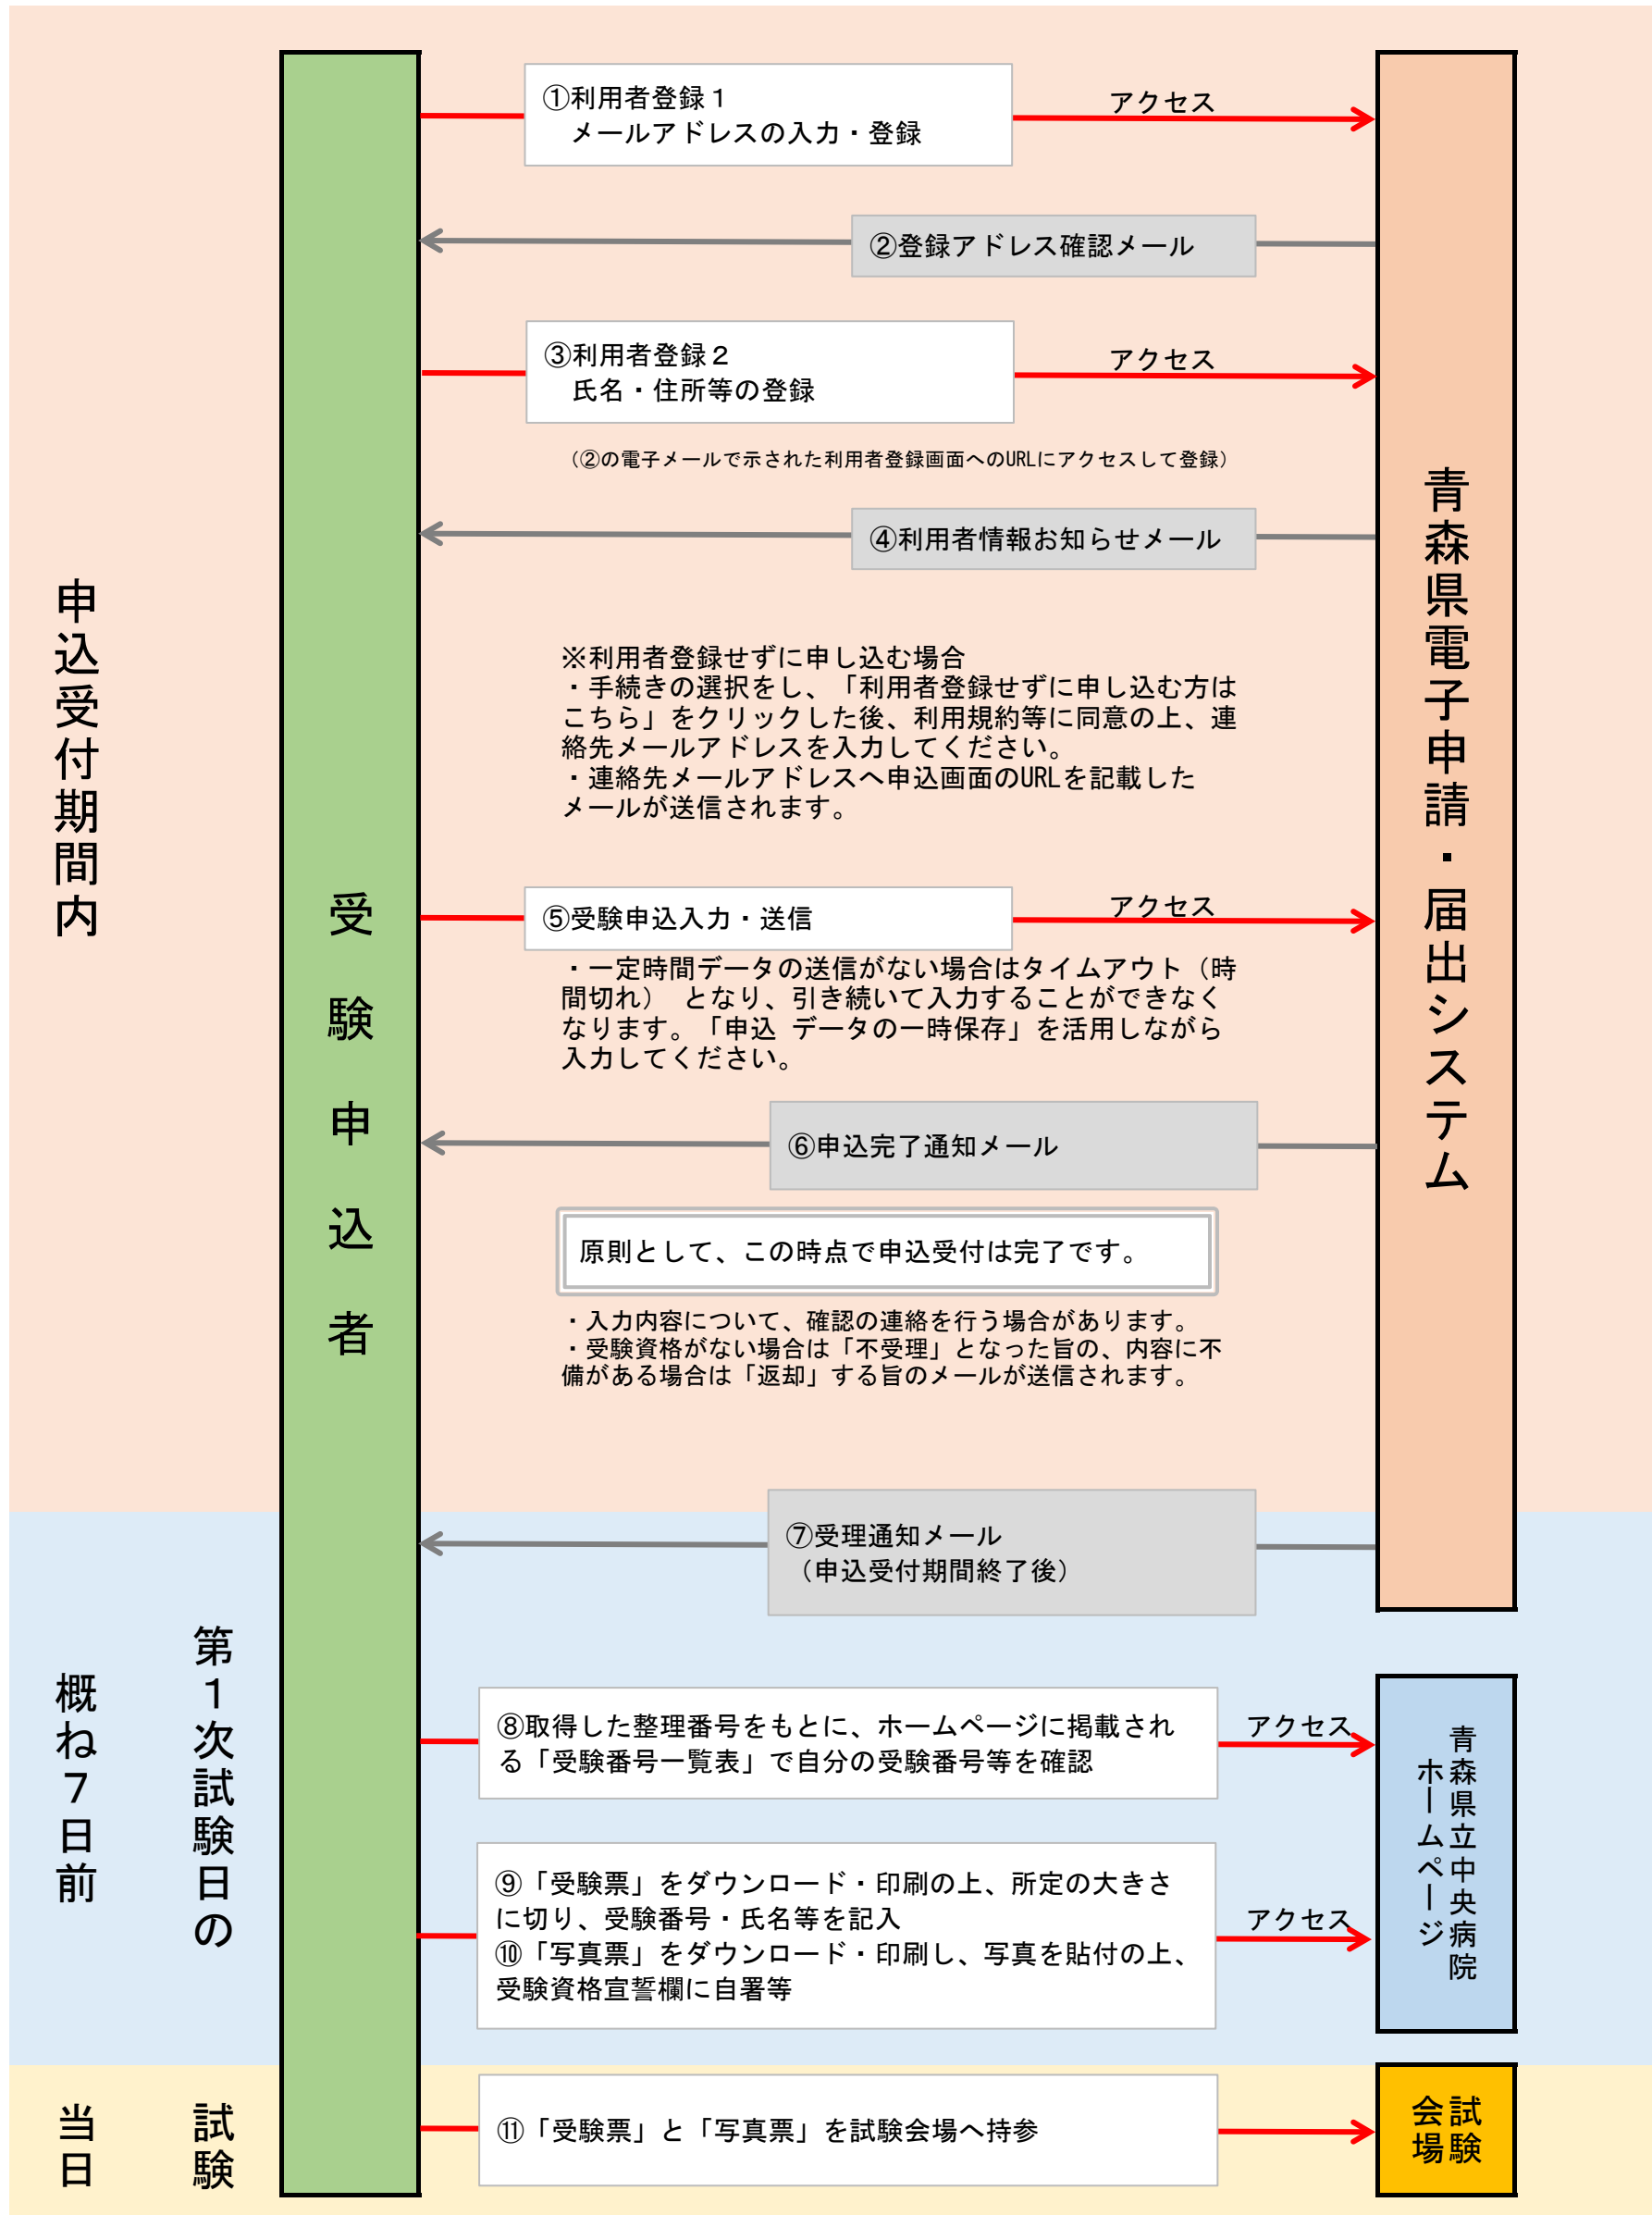 申込受付期間内
受験申込者
青森県電子申請・届出システム
①利用者登録１
メールアドレスの入力・登録
アクセス
②登録アドレス確認メール
③利用者登録２
氏名・住所等の登録
アクセス
（②の電子メールで示された利用者登録画面へのURLにアクセスして登録）
④利用者情報お知らせメール
※利用者登録せずに申し込む場合
・手続きの選択をし、「利用者登録せずに申し込む方は
こちら」をクリックした後、利用規約等に同意の上、連
絡先メールアドレスを入力してください。
・連絡先メールアドレスへ申込画面のURLを記載した
メールが送信されます。
⑤受験申込入力・送信
アクセス
・一定時間データの送信がない場合はタイムアウト（時
間切れ） となり、引き続いて入力することができなく
なります。「申込 データの一時保存」を活用しながら
入力してください。
⑥申込完了通知メール
原則として、この時点で申込受付は完了です。
・入力内容について、確認の連絡を行う場合があります。
・受験資格がない場合は「不受理」となった旨の、内容に不
備がある場合は「返却」する旨のメールが送信されます。
⑦受理通知メール
（申込受付期間終了後）
第１次試験日の
概ね７日前
⑧取得した整理番号をもとに、ホームページに掲載され
る「受験番号一覧表」で自分の受験番号等を確認
アクセス
青森県立中央病院
ホームページ
⑨「受験票」をダウンロード・印刷の上、所定の大きさ
に切り、受験番号・氏名等を記入
⑩「写真票」をダウンロード・印刷し、写真を貼付の上、
受験資格宣誓欄に自署等
アクセス
試験
当日
⑪「受験票」と「写真票」を試験会場へ持参
試験
会場